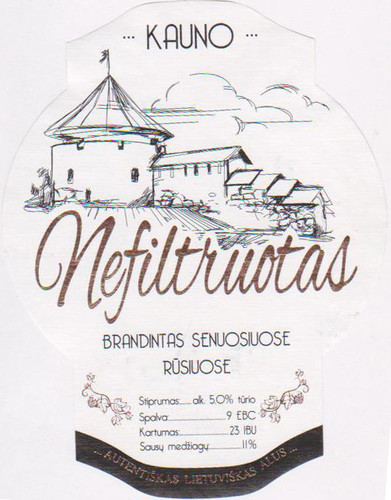 ... KAUNO ...
Nefiltruotas
BRANDINTAS SENUOSIUOSE
RŪSIUOSE
Stiprumas......alk. 5.0% tūrio
Spalva:......................9 EBC
Kartumas:..................23 IBU
Sausų medžiagų:............11%
... AUTENTIŠKAS LIETUVIŠKAS ALUS ...